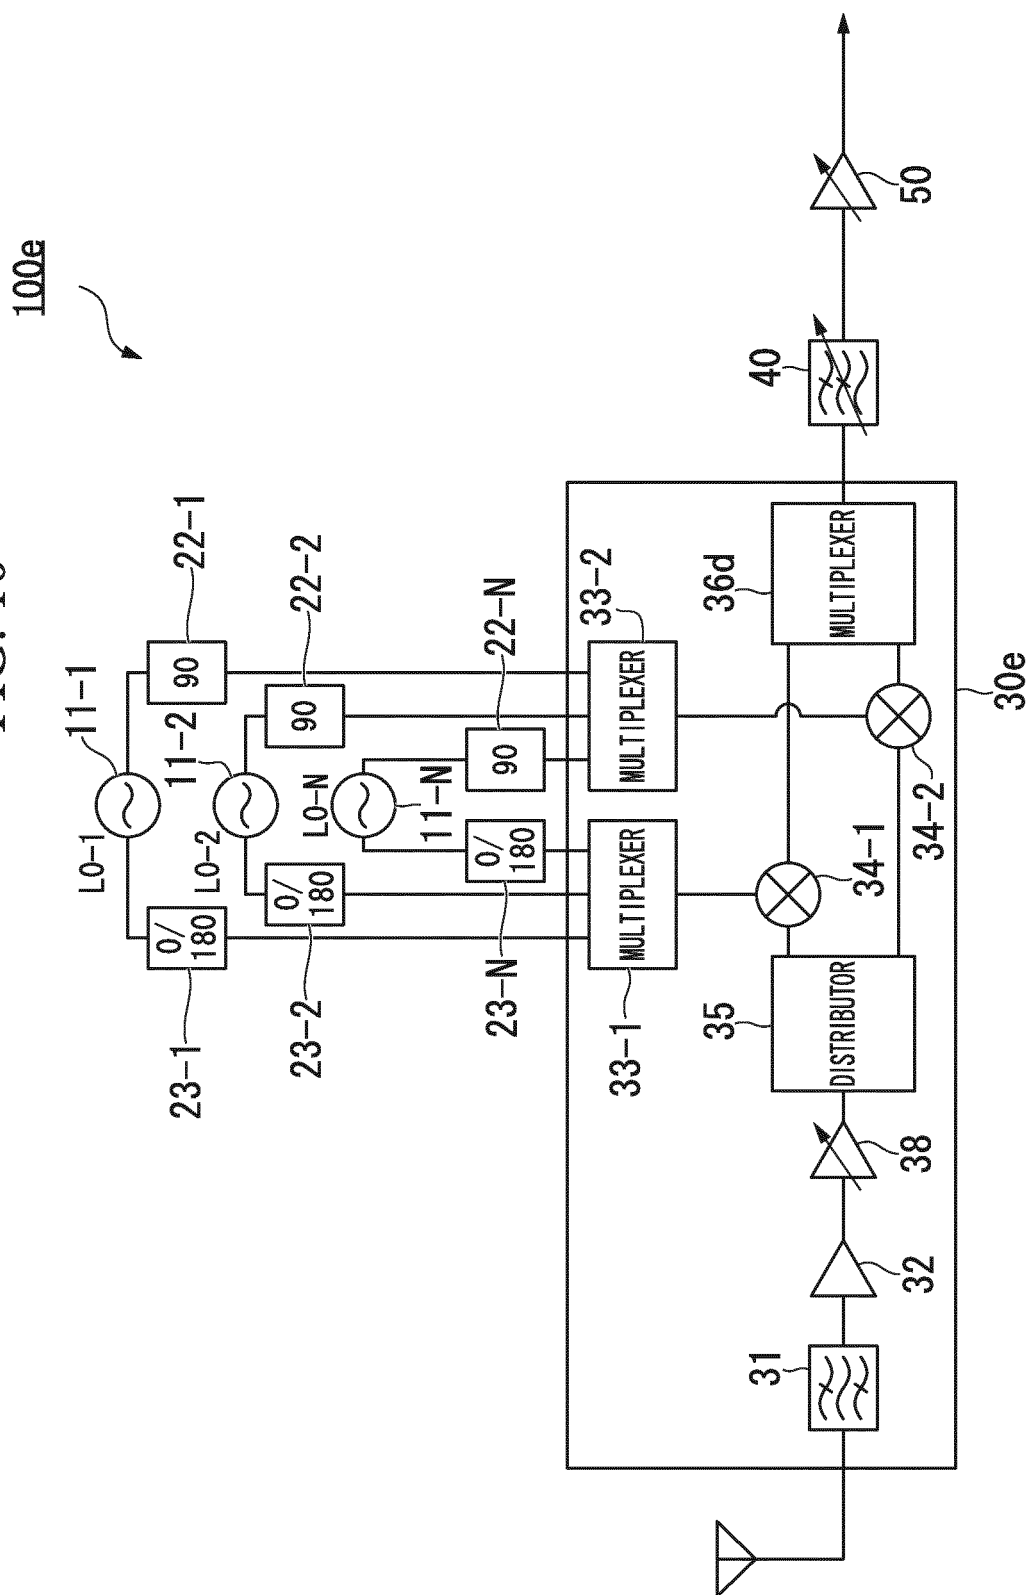 100e
11-1
LO-1
22-1
90
0/
180
23-1
11-2
LO-2
22-2
90
0/
180
23-2
LO-N
11-N
22-N
90
0/
180
23-N
33-1
MULTIPLEXER
33-2
MULTIPLEXER
31
32
38
35
DISTRIBUTOR
34-1
34-2
36d
MULTIPLEXER
30e
40
50